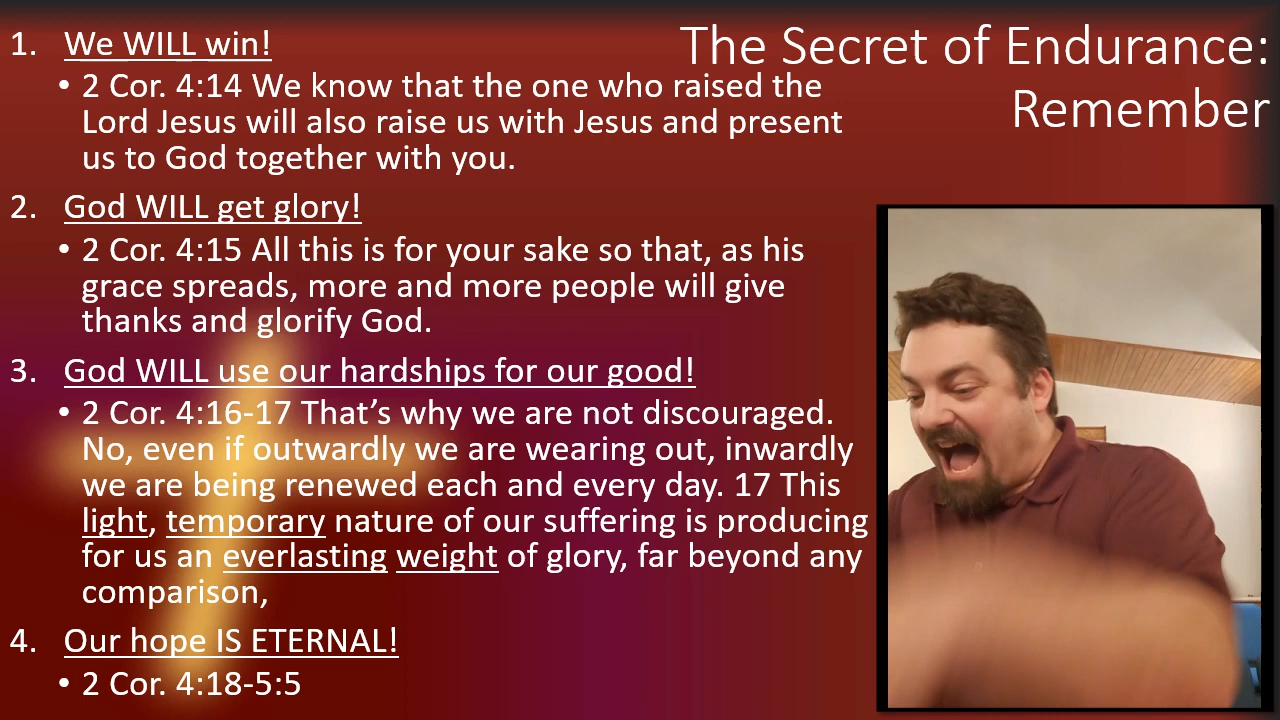 The Secret of Endurance:
Remember
1. We WILL win!
• 2 Cor. 4:14 We know that the one who raised the
Lord Jesus will also raise us with Jesus and present
us to God together with you.
2. God WILL get glory!
• 2 Cor. 4:15 All this is for your sake so that, as his
grace spreads, more and more people will give
thanks and glorify God.
3. God WILL use our hardships for our good!
• 2 Cor. 4:16-17 That’s why we are not discouraged.
No, even if outwardly we are wearing out, inwardly
we are being renewed each and every day. 17 This
light, temporary nature of our suffering is producing
for us an everlasting weight of glory, far beyond any
comparison,
4. Our hope IS ETERNAL!
• 2 Cor. 4:18-5:5